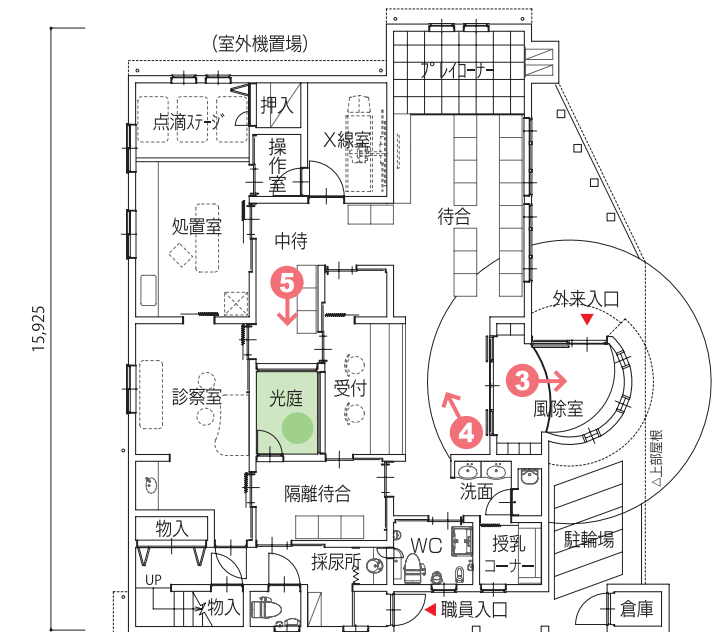 (室外機置場)
プレイコーナー
点滴ステージ
押入
X線室
操作室
待合
処置室
中待
5
外来入口
15,925
3
診察室
光庭
受付
風除室
4
△上部屋根
隔離待合
洗面
物入
採尿所
WC
授乳
コーナー
駐輪場
UP
物入
職員入口
倉庫